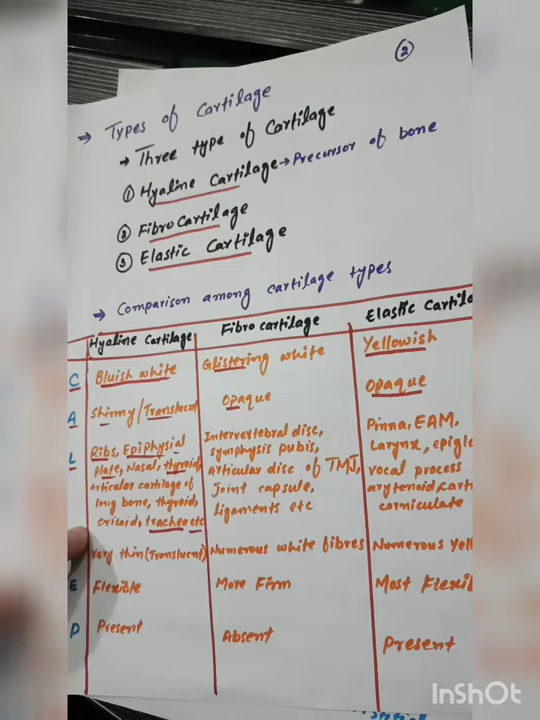 ②
→ Types of Cartilage
→ Three type of Cartilage
① Hyaline Cartilage → Precursor of bone
② Fibro Cartilage
③ Elastic Cartilage
→ Comparison among cartilage types
Hyaline Cartilage Fibro cartilage Elastic Cartila
C Bluish white Glistering white Yellowish
A Shinny/Translucent Opaque Opaque
L Ribs, Epiphysial Intervertebral disc, Pinna, EAM,
plate, Nasal, thyroid, symphysis pubis, Larynx, epigl
articular cartilage of articular disc of TMJ, vocal process
long bone, thyroid, Joint capsule, arytenoid, cart
cricoid, trachea etc ligaments etc corniculate
very thin (Translucent) Numerous white fibres Numerous Yell
E Flexible More Firm Most Flexib
P Present Absent Present
InShOt